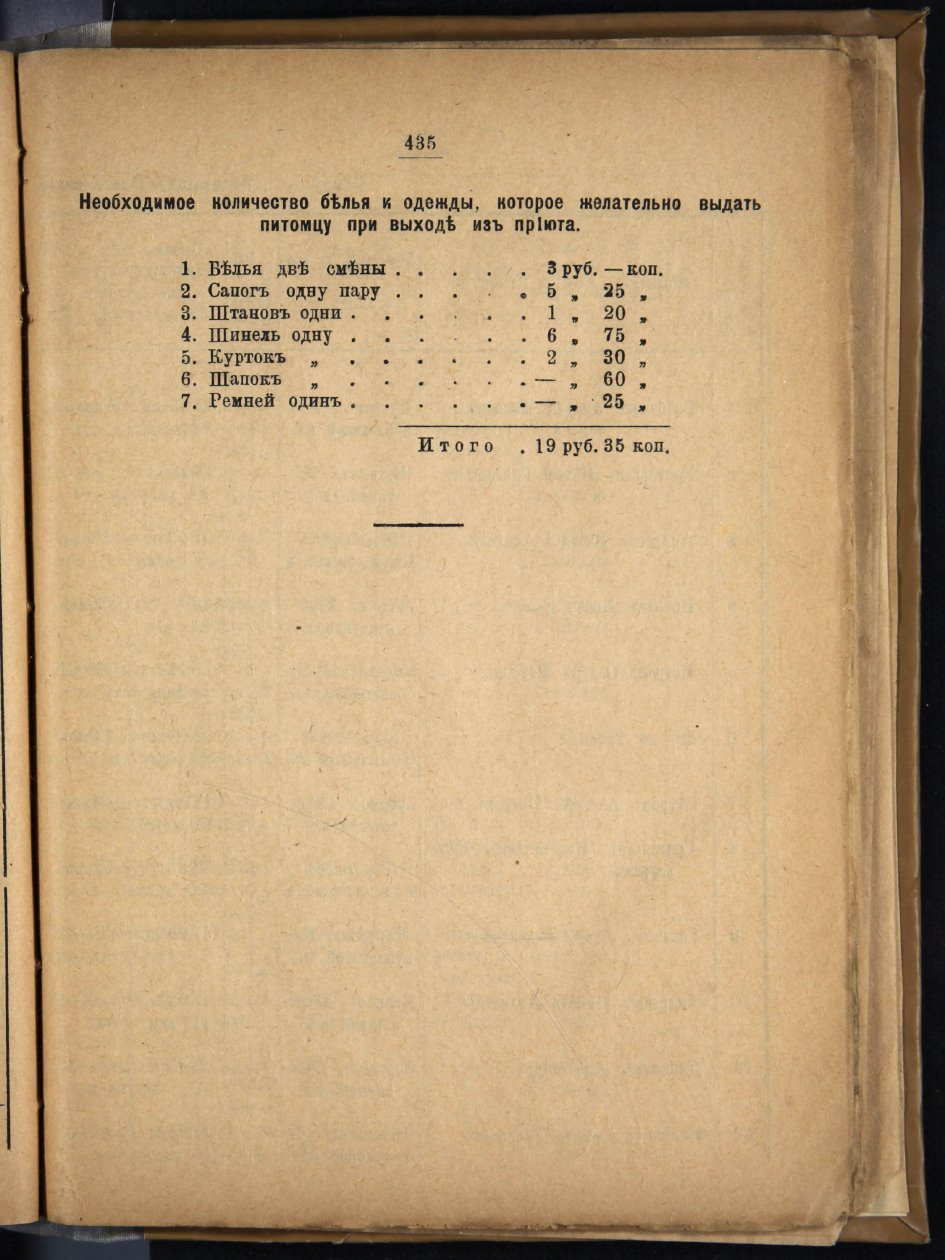 435
Необходимое количество бѣлья и одежды, которое желательно выдать
питомцу при выходѣ изъ прiюта.
1. Бѣлья двѣ смѣны . . . . . . 3 руб. — коп.
2. Сапогъ одну пару . . . . . 5 „ 25 „
3. Штановъ одни . . . . . . . 1 „ 20 „
4. Шинель одну . . . . . . . 6 „ 75 „
5. Курток „ . . . . . . . 2 „ 30 „
6. Шапокъ „ . . . . . . . — „ 60 „
7. Ремней одинъ . . . . . . . — „ 25 „
Итого . 19 руб. 35 коп.